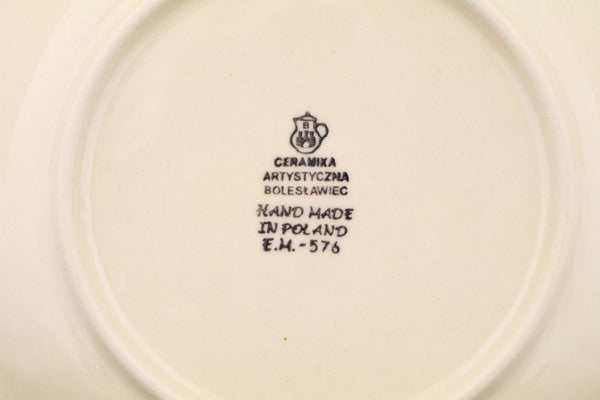 B
CERAMIKA
ARTYSTYCZNA
BOLESŁAWIEC
HAND MADE
IN POLAND
E.M.-576